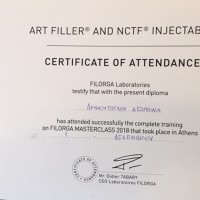 ART FILLER® AND NCTF® INJECTAB
CERTIFICATE OF ATTENDANCE
FILORGA Laboratories
testify that with the present diploma
has attended successfully the complete training
on FILORGA MASTERCLASS 2018 that took place in Athens
ΔΕΚΕΜΒΡΙΟΥ
Mr. Didier TABARY
CEO Laboratoires FILORGA